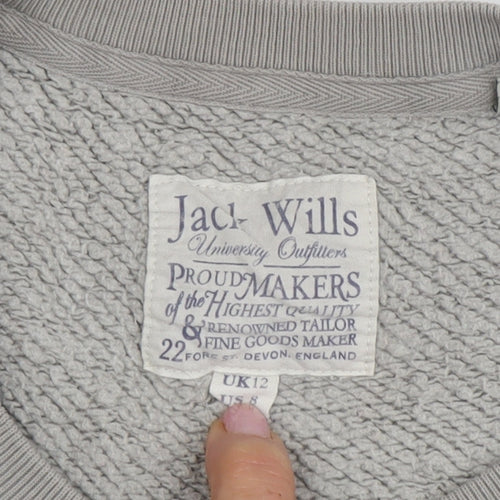 Jack Wills
University Outfitters
PROUD MAKERS
of the HIGHEST QUALITY
& RENOWNED TAILOR
FINE GOODS MAKER
22 FORE ST. DEVON, ENGLAND
UK 12
US 8